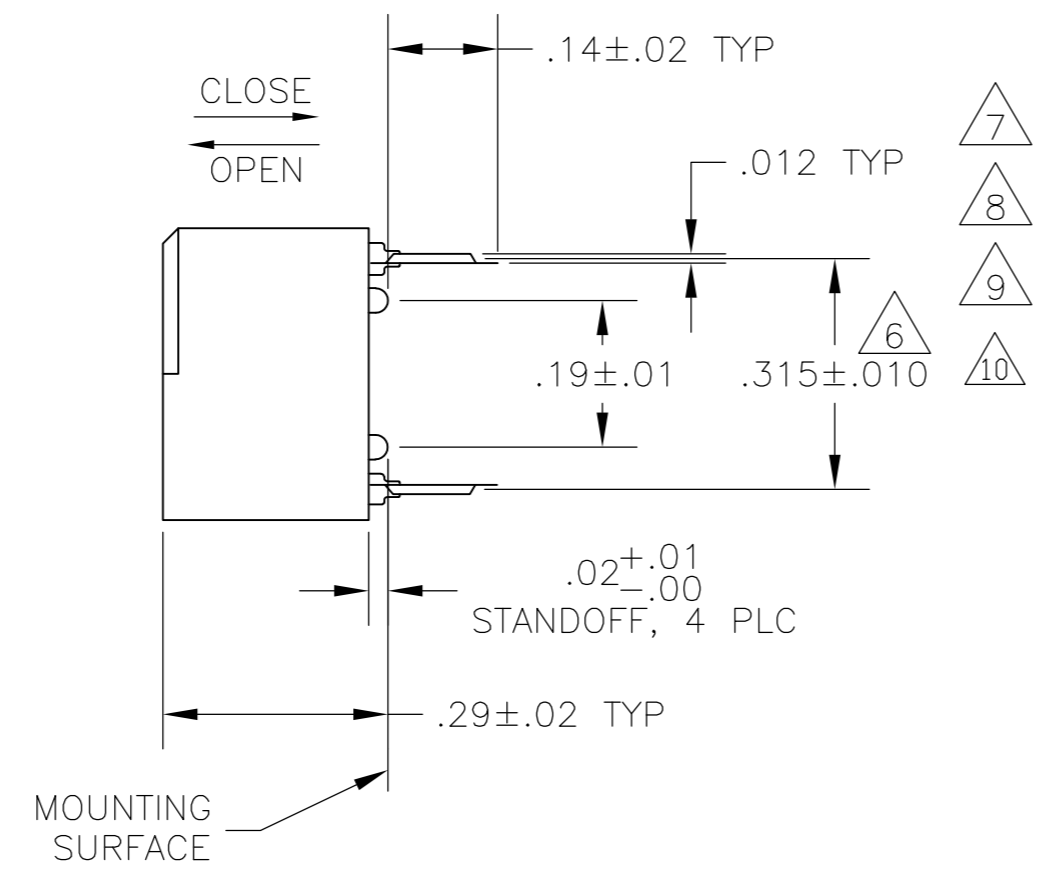 .14±.02 TYP
CLOSE
OPEN
.012 TYP
7
8
9
6
10
.19±.01
.315±.010
.02+.01
-.00
STANDOFF, 4 PLC
.29±.02 TYP
MOUNTING
SURFACE